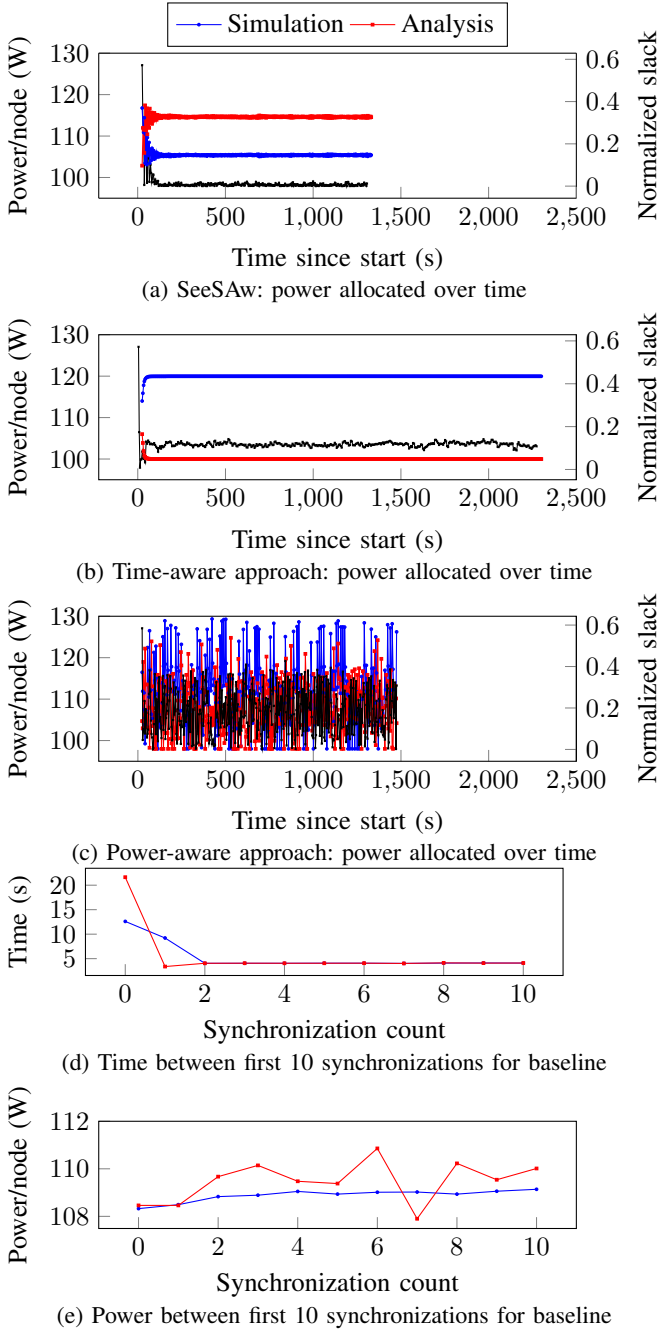 Simulation Analysis
130
120
110
100
Power/node (W)
0.6
0.4
0.2
0
Normalized slack
0 500 1,000 1,500 2,000 2,500
Time since start (s)
(a) SeeSAw: power allocated over time
130
120
110
100
Power/node (W)
0.6
0.4
0.2
0
Normalized slack
0 500 1,000 1,500 2,000 2,500
Time since start (s)
(b) Time-aware approach: power allocated over time
130
120
110
100
Power/node (W)
0.6
0.4
0.2
0
Normalized slack
0 500 1,000 1,500 2,000 2,500
Time since start (s)
(c) Power-aware approach: power allocated over time
20
15
10
5
Time (s)
0 2 4 6 8 10
Synchronization count
(d) Time between first 10 synchronizations for baseline
112
110
108
Power/node (W)
0 2 4 6 8 10
Synchronization count
(e) Power between first 10 synchronizations for baseline